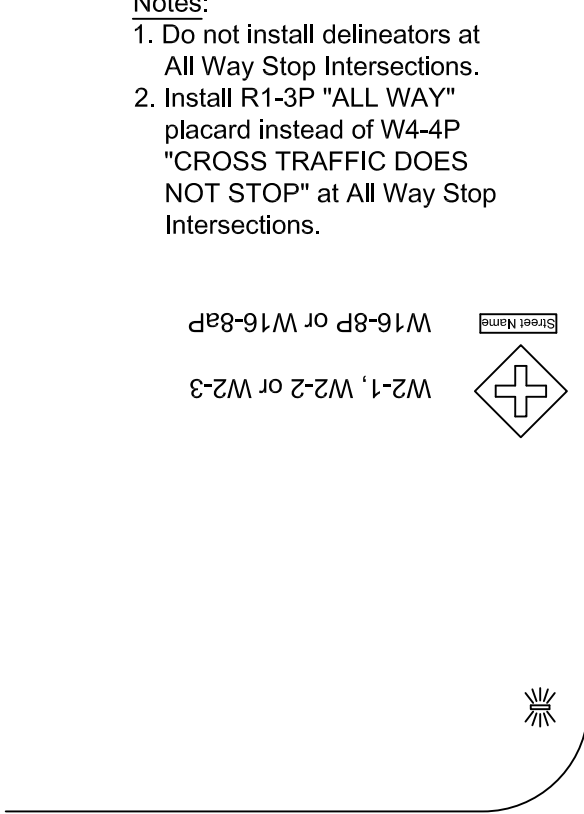 Notes:
1. Do not install delineators at
All Way Stop Intersections.
2. Install R1-3P "ALL WAY"
placard instead of W4-4P
"CROSS TRAFFIC DOES
NOT STOP" at All Way Stop
Intersections.
W16-8P or W16-8aP
Street Name
W2-1, W2-2 or W2-3